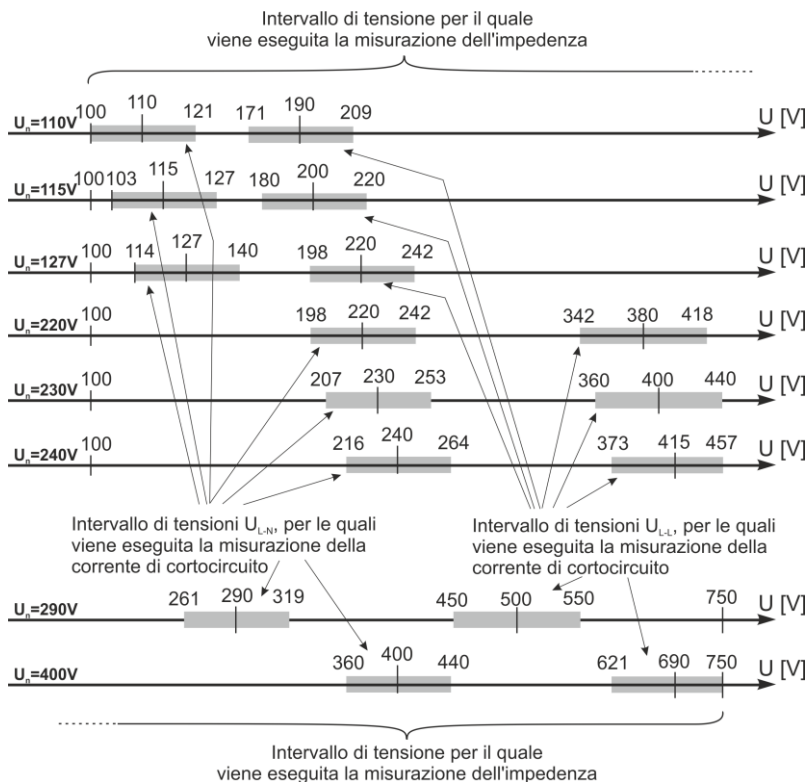 Intervallo di tensione per il quale
viene eseguita la misurazione dell'impedenza
Un=110V 100 110 121 171 190 209 U [V]
Un=115V 100 103 115 127 180 200 220 U [V]
Un=127V 100 114 127 140 198 220 242 U [V]
Un=220V 100 198 220 242 342 380 418 U [V]
Un=230V 100 207 230 253 360 400 440 U [V]
Un=240V 100 216 240 264 373 415 457 U [V]
Intervallo di tensioni UL-N, per le quali
viene eseguita la misurazione della
corrente di cortocircuito
Intervallo di tensioni UL-L, per le quali
viene eseguita la misurazione della
corrente di cortocircuito
Un=290V 261 290 319 450 500 550 750 U [V]
Un=400V 360 400 440 621 690 750 U [V]
Intervallo di tensione per il quale
viene eseguita la misurazione dell'impedenza